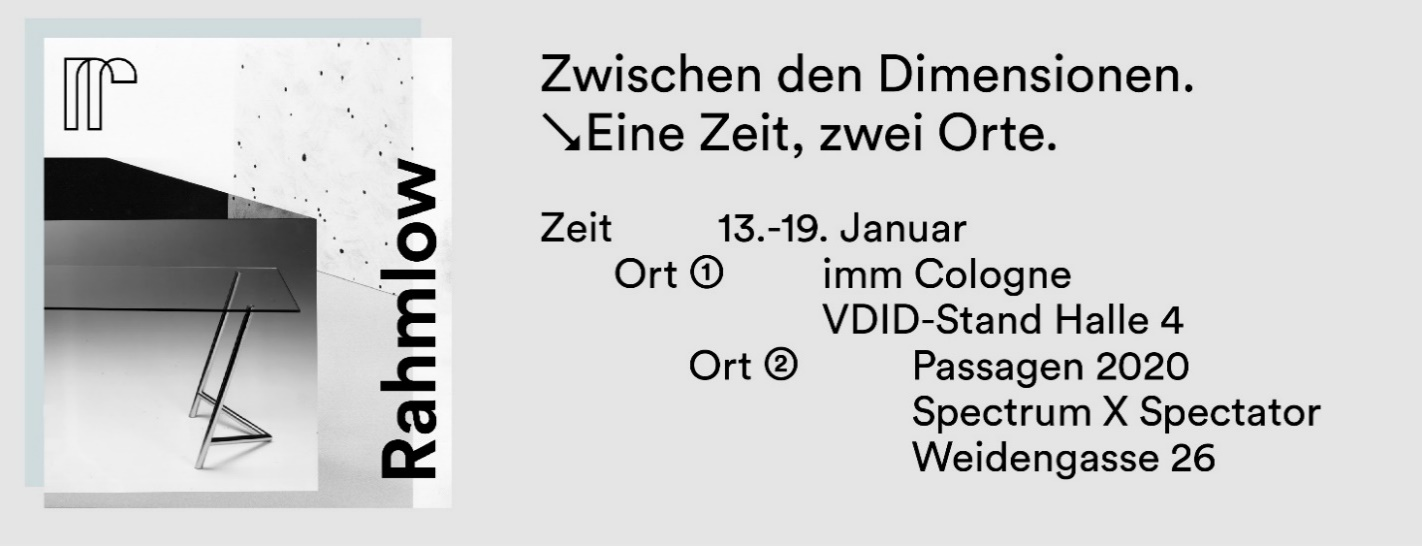 Rahmlow
Zwischen den Dimensionen.
↘Eine Zeit, zwei Orte.
Zeit 13.-19. Januar
Ort ① imm Cologne
VDID-Stand Halle 4
Ort ② Passagen 2020
Spectrum X Spectator
Weidengasse 26